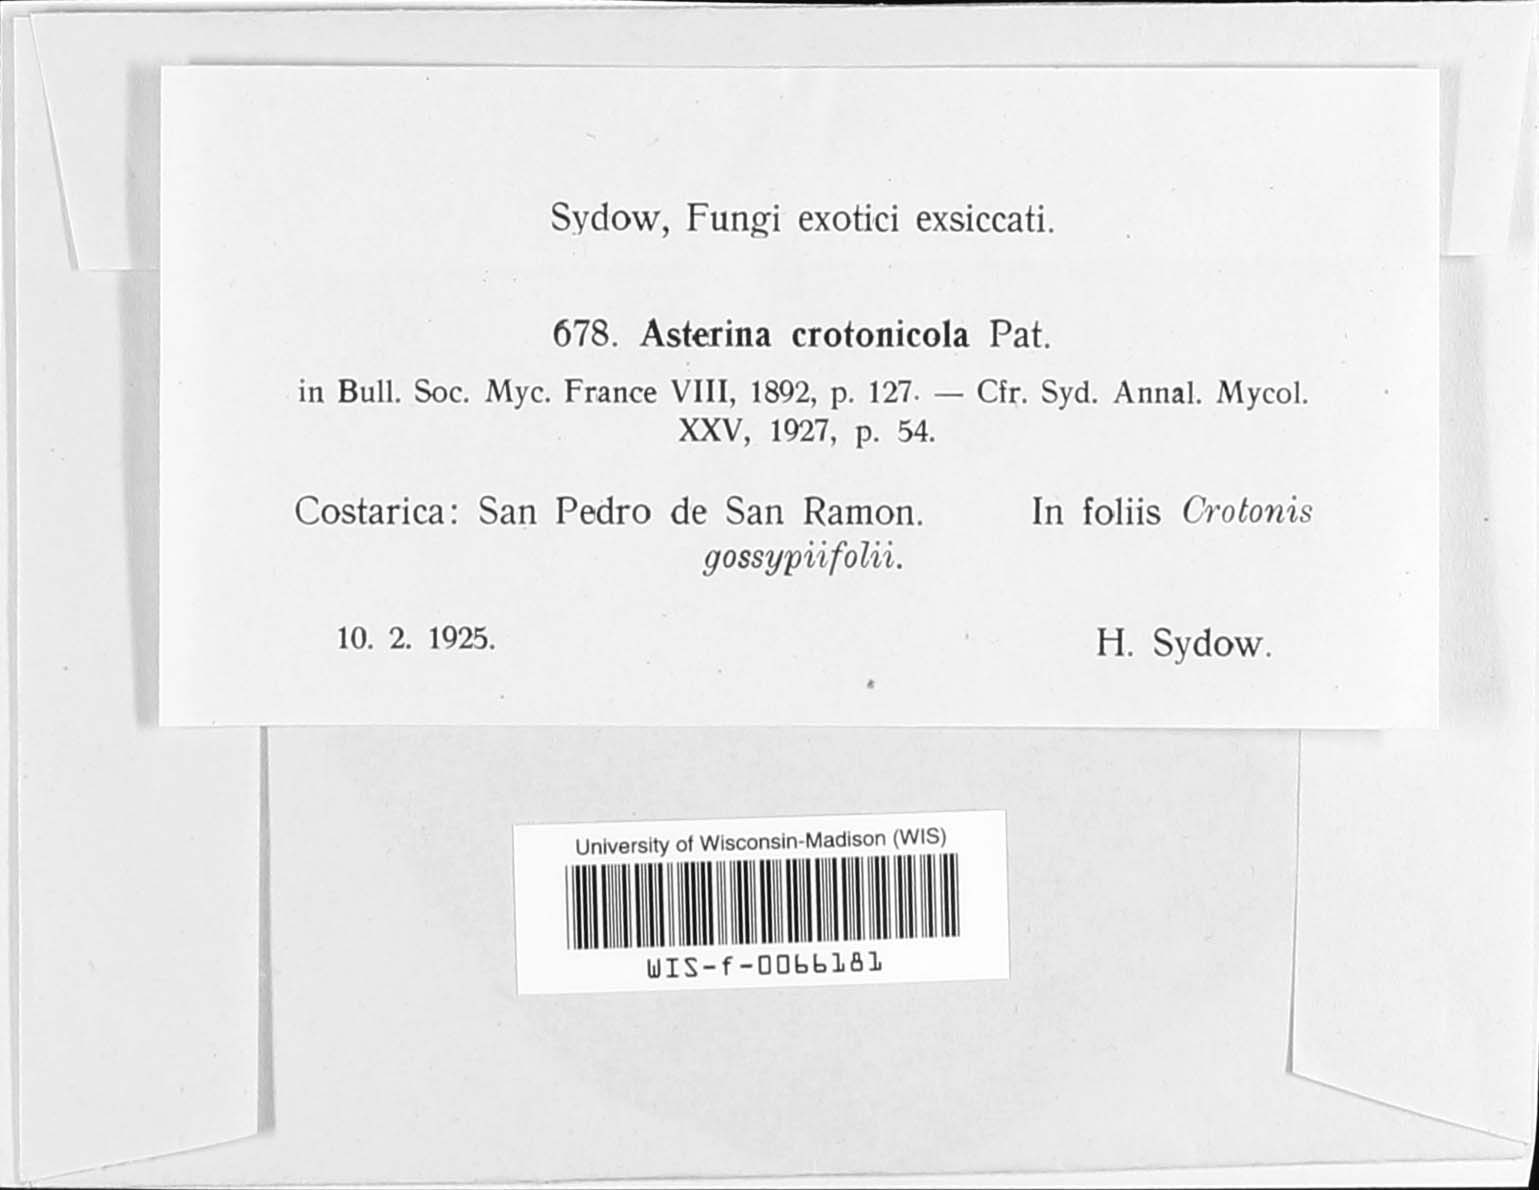 Sydow, Fungi exotici exsiccati.
678. Asterina crotonicola Pat.
in Bull. Soc. Myc. France VIII, 1892, p. 127. — Cfr. Syd. Annal. Mycol.
XXV, 1927, p. 54.
Costarica: San Pedro de San Ramon. In foliis Crotonis
gossypiifolii.
10. 2. 1925. H. Sydow.
University of Wisconsin-Madison (WIS)
WIS-f-0066181